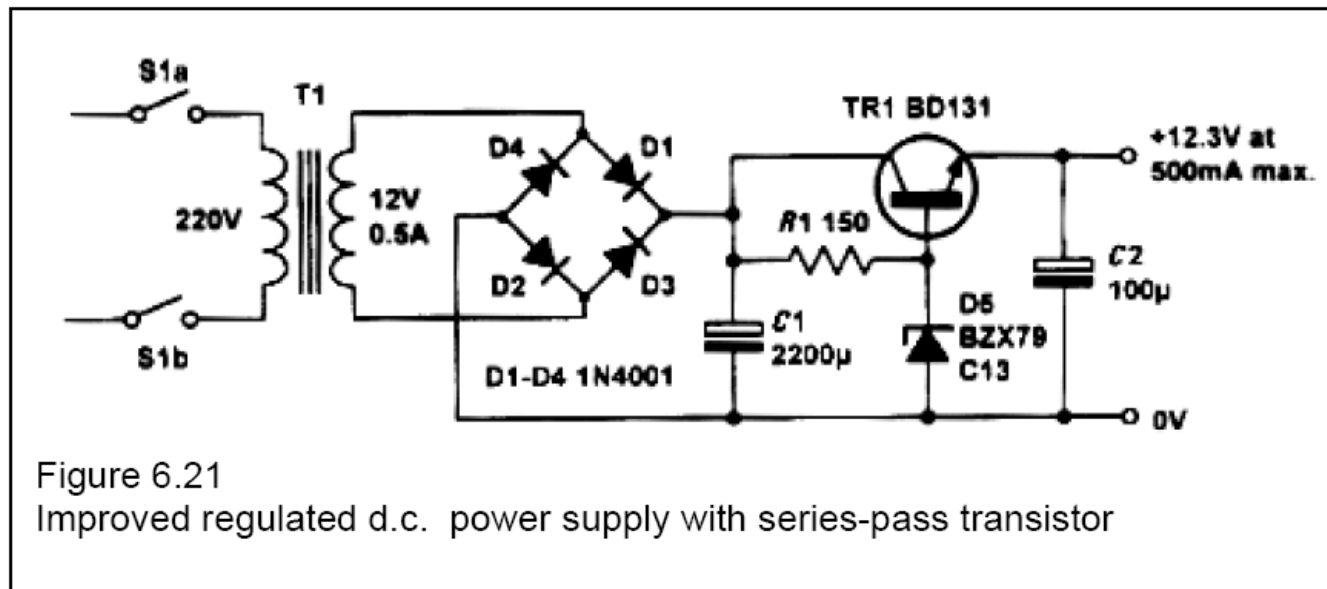 S1a
T1
TR1 BD131
D4
D1
+12.3V at
500mA max.
220V
12V
0.5A
R1 150
C2
100µ
D2
D3
D5
BZX79
C13
C1
2200µ
S1b
D1-D4 1N4001
0V
Figure 6.21
Improved regulated d.c. power supply with series-pass transistor